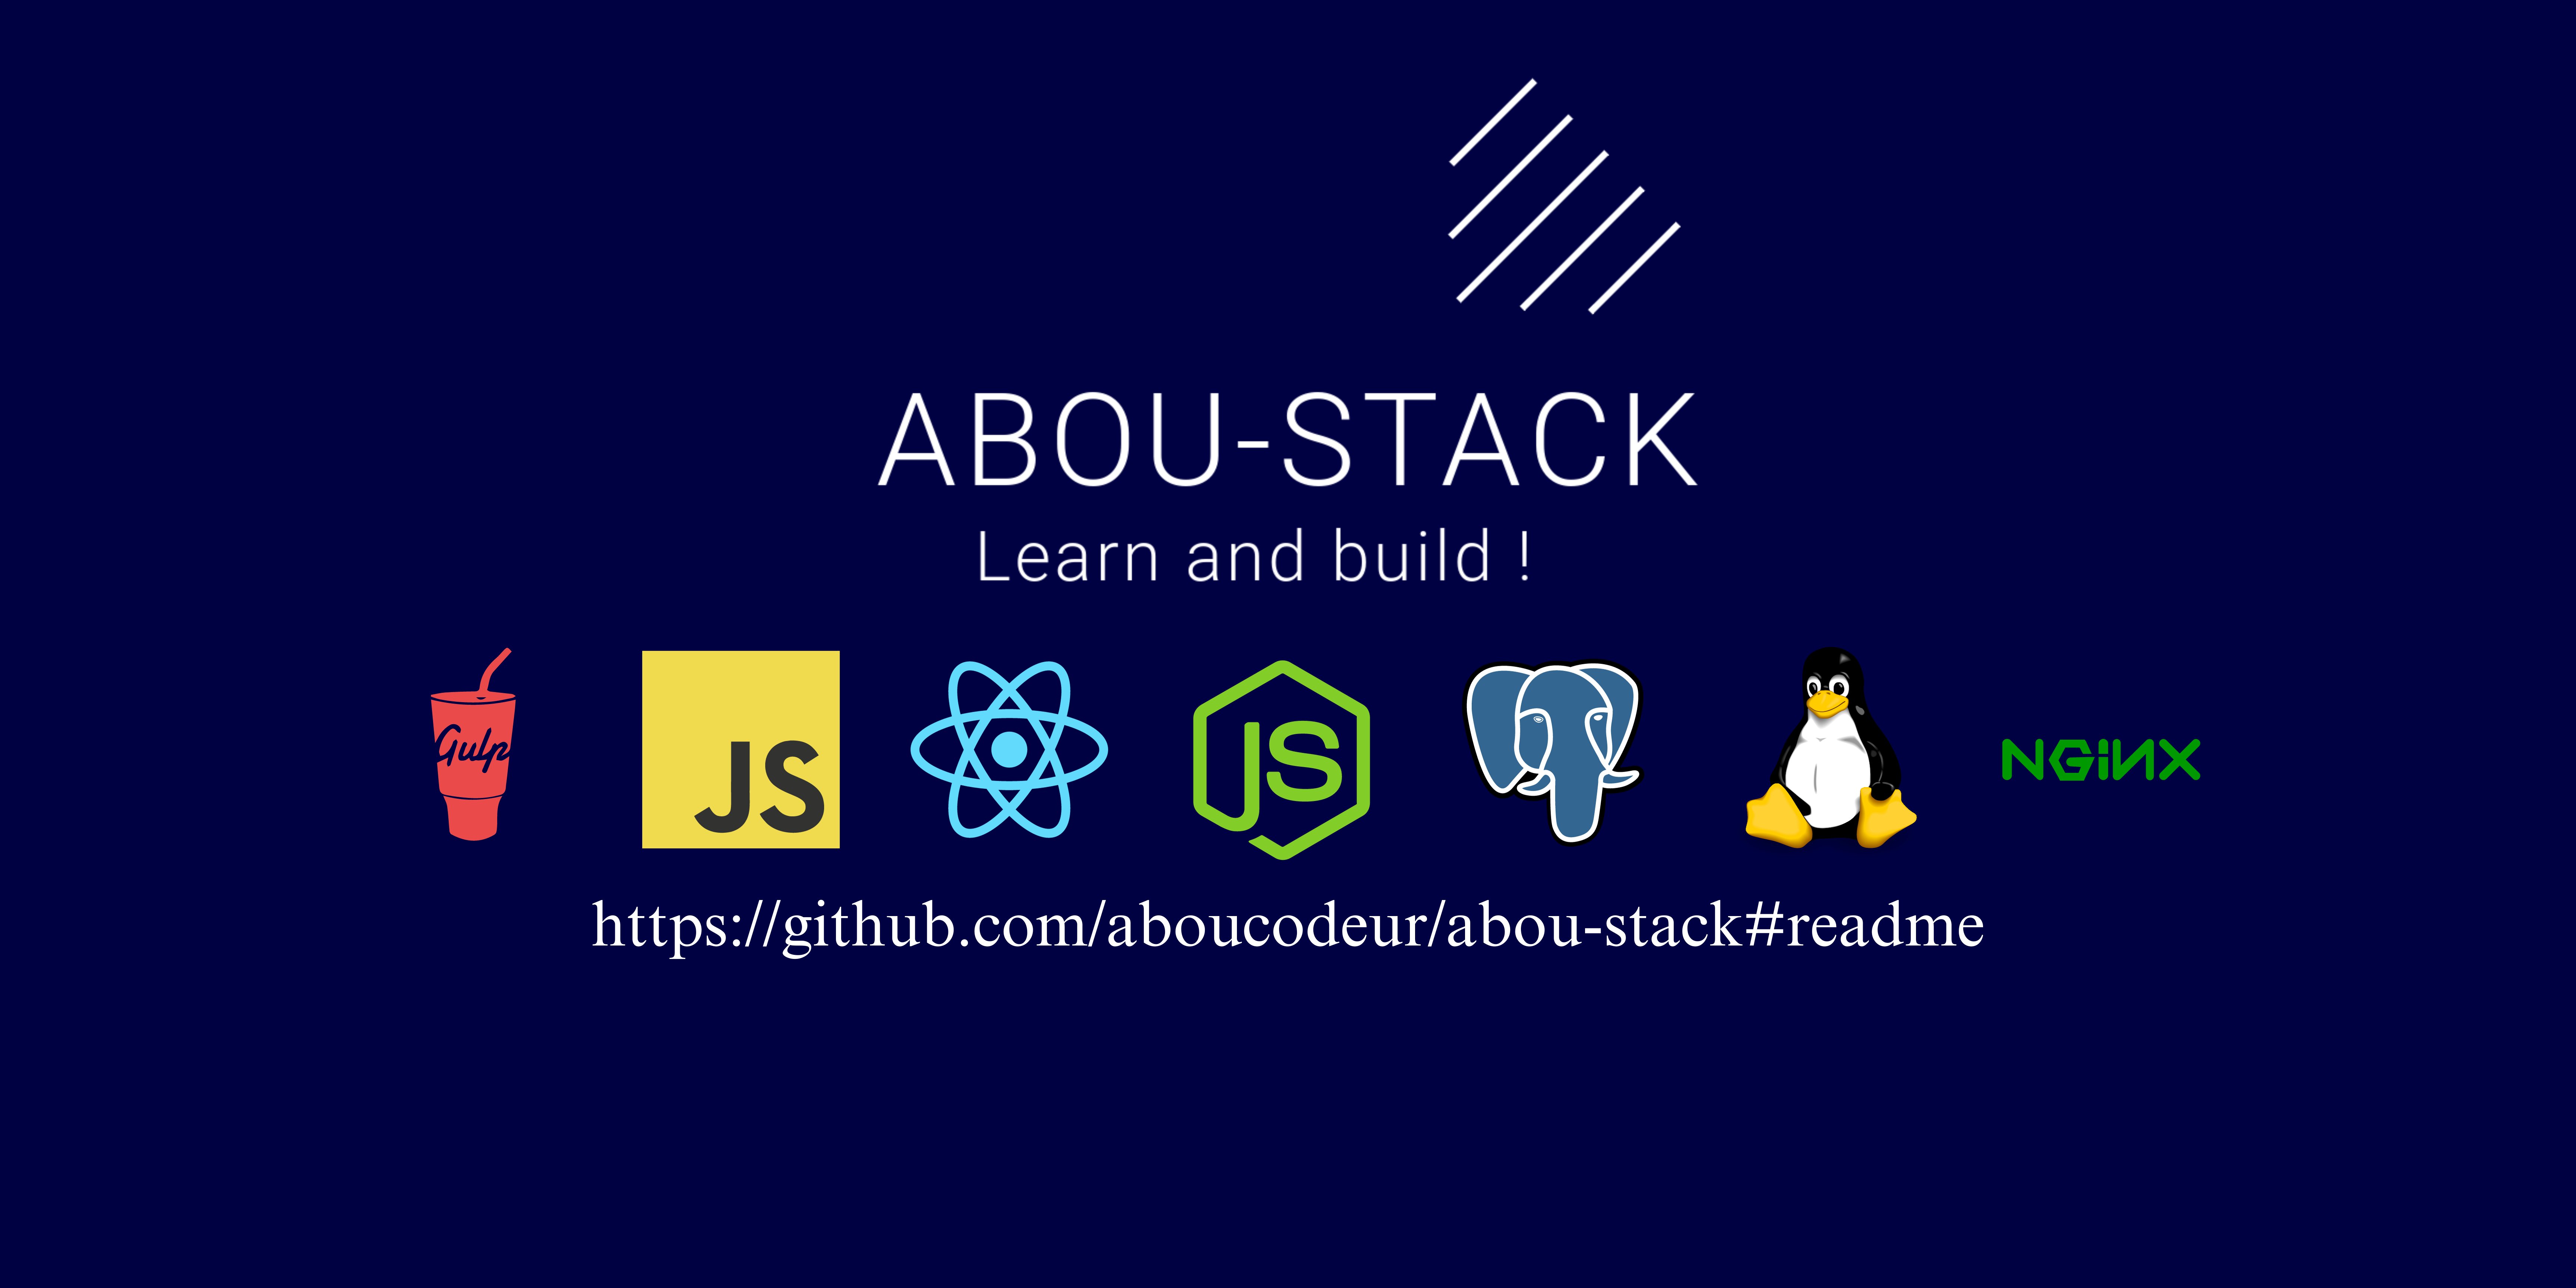 ABOU-STACK
Learn and build !
Gulp JS JS NGiNX
https://github.com/aboucodeur/abou-stack#readme